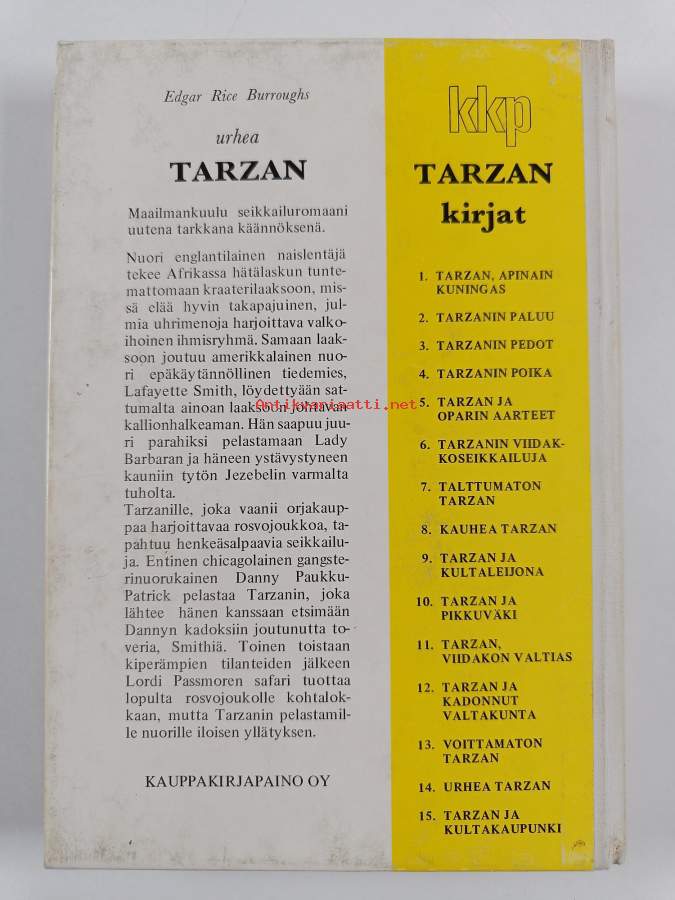 Edgar Rice Burroughs
urhea
TARZAN
Maailmankuulu seikkailuromaani
uutena tarkkana käännöksenä.
Nuori englantilainen naislentäjä
tekee Afrikassa hätälaskun tunte-
mattomaan kraaterilaaksoon, mis-
sä elää hyvin takapajuinen, jul-
mia uhrimenoja harjoittava valko-
ihoinen ihmisryhmä. Samaan laak-
soon joutuu amerikkalainen nuo-
ri epäkäytännöllinen tiedemies,
Lafayette Smith, löydettyään sat-
tumalta ainoan laaksoon johtavan
kallionhalkeaman. Hän saapuu juu-
ri parahiksi pelastamaan Lady
Barbaran ja häneen ystävystyneen
kauniin tytön Jezebelin varmalta
tuholta.
Tarzanille, joka vaanii orjakaup-
paa harjoittavaa rosvojoukkoa, ta-
pahtuu henkeäsalpaavia seikkailu-
ja. Entinen chicagolainen gangste-
rinuorukainen Danny Paukku-
Patrick pelastaa Tarzanin, joka
lähtee hänen kanssaan etsimään
Dannyn kadoksiin joutunutta to-
veria, Smithiä. Toinen toistaan
kiperämpien tilanteiden jälkeen
Lordi Passmoren safari tuottaa
lopulta rosvojoukolle kohtalok-
kaan, mutta Tarzanin pelastamil-
le nuorille iloisen yllätyksen.
KAUPPAKIRJAPAINO OY
kkp
TARZAN
kirjat
1. TARZAN, APINAIN
KUNINGAS
2. TARZANIN PALUU
3. TARZANIN PEDOT
4. TARZANIN POIKA
5. TARZAN JA
OPARIN AARTEET
6. TARZANIN VIIDAK-
KOSEIKKAILUJA
7. TALTTUMATON
TARZAN
8. KAUHEA TARZAN
9. TARZAN JA
KULTALEIJONA
10. TARZAN JA
PIKKUVÄKI
11. TARZAN,
VIIDAKON VALTIAS
12. TARZAN JA
KADONNUT
VALTAKUNTA
13. VOITTAMATON
TARZAN
14. URHEA TARZAN
15. TARZAN JA
KULTAKAUPUNKI
Antikvariaatti.net